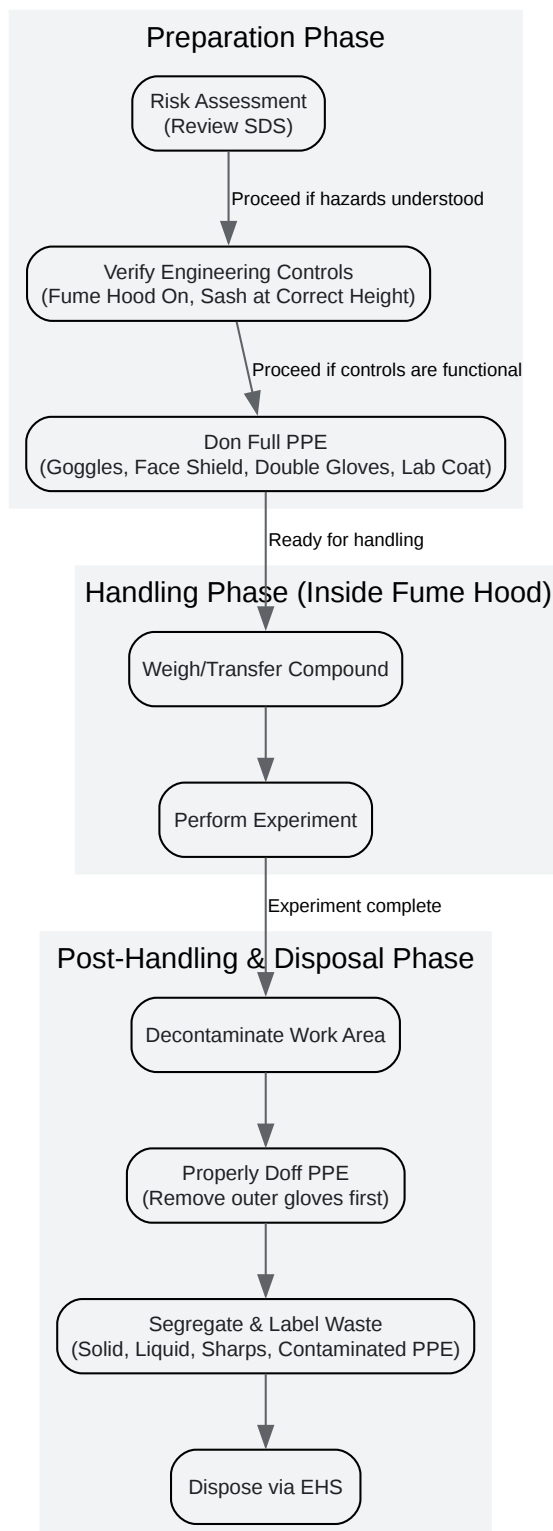 Preparation Phase
Risk Assessment
(Review SDS)
Proceed if hazards understood
Verify Engineering Controls
(Fume Hood On, Sash at Correct Height)
Proceed if controls are functional
Don Full PPE
(Goggles, Face Shield, Double Gloves, Lab Coat)
Ready for handling
Handling Phase (Inside Fume Hood)
Weigh/Transfer Compound
Perform Experiment
Experiment complete
Post-Handling & Disposal Phase
Decontaminate Work Area
Properly Doff PPE
(Remove outer gloves first)
Segregate & Label Waste
(Solid, Liquid, Sharps, Contaminated PPE)
Dispose via EHS